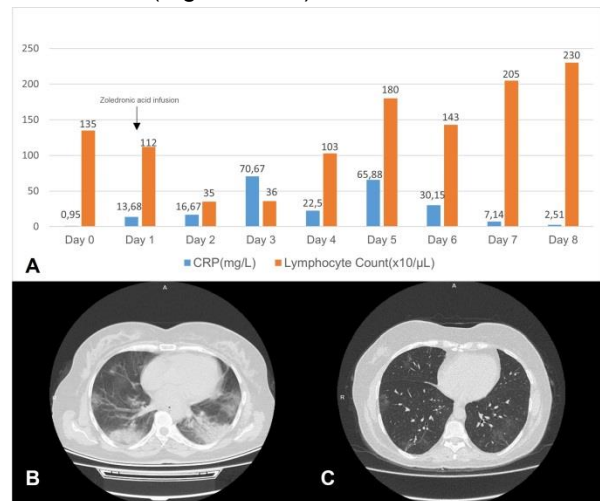 250
200
150
100
50
0
Zoledronic acid infusion
0,95 135
13,68 112
16,67 35
70,67 36
22,5 103
65,88 180
30,15 143
7,14 205
2,51 230
Day 0 Day 1 Day 2 Day 3 Day 4 Day 5 Day 6 Day 7 Day 8
CRP(mg/L) Lymphocyte Count(x10/µL)
A
A
A
R
B
C